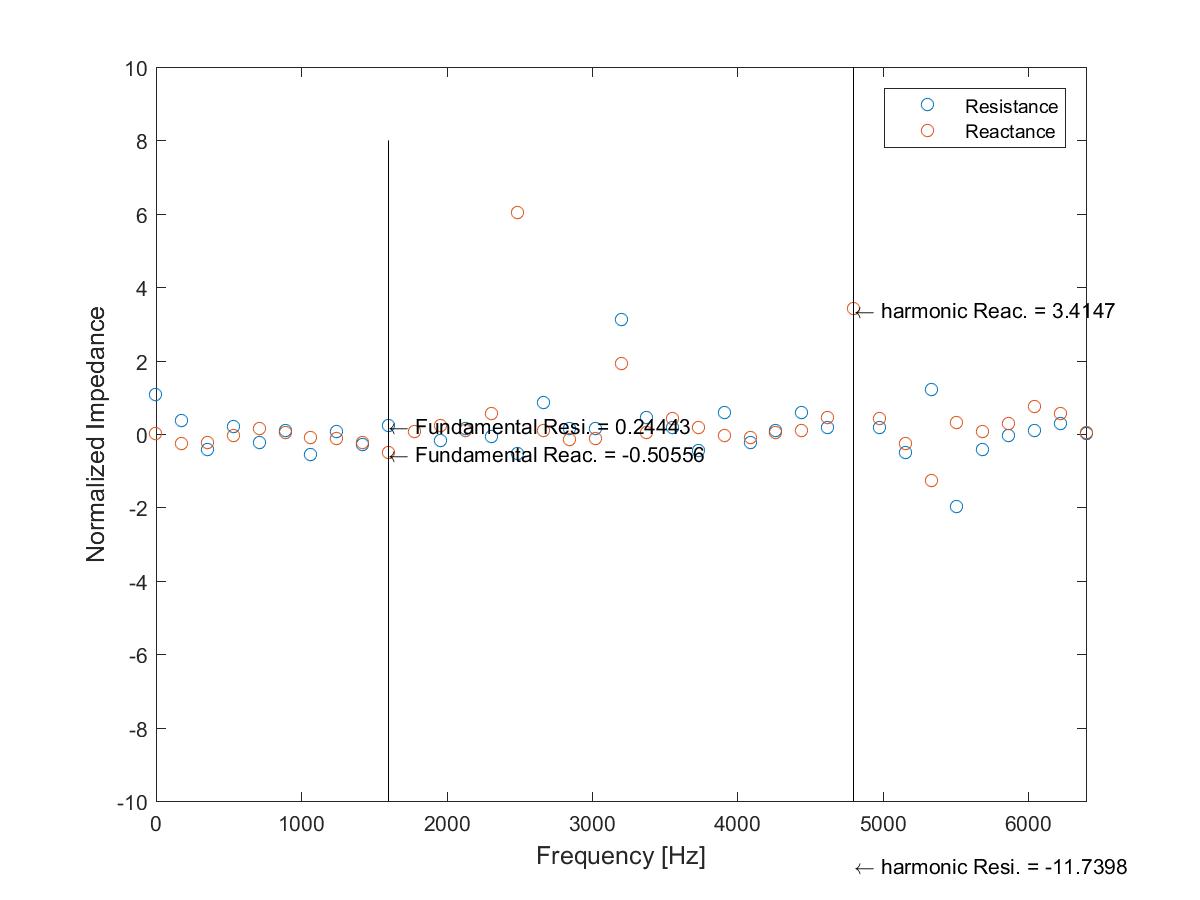 10
8
6
4
2
0
-2
-4
-6
-8
-10
Normalized Impedance
Resistance
Reactance
← harmonic Reac. = 3.4147
← Fundamental Resi. = 0.24443
← Fundamental Reac. = -0.50556
0 1000 2000 3000 4000 5000 6000
Frequency [Hz]
← harmonic Resi. = -11.7398